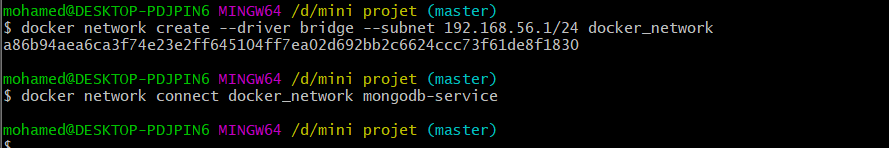 mohamed@DESKTOP-PDJPIN6 MINGW64 /d/mini projet (master)
$ docker network create --driver bridge --subnet 192.168.56.1/24 docker_network
a86b94aea6ca3f74e23e2ff645104ff7ea02d692bb2c6624ccc73f61de8f1830
mohamed@DESKTOP-PDJPIN6 MINGW64 /d/mini projet (master)
$ docker network connect docker_network mongodb-service
mohamed@DESKTOP-PDJPIN6 MINGW64 /d/mini projet (master)
$